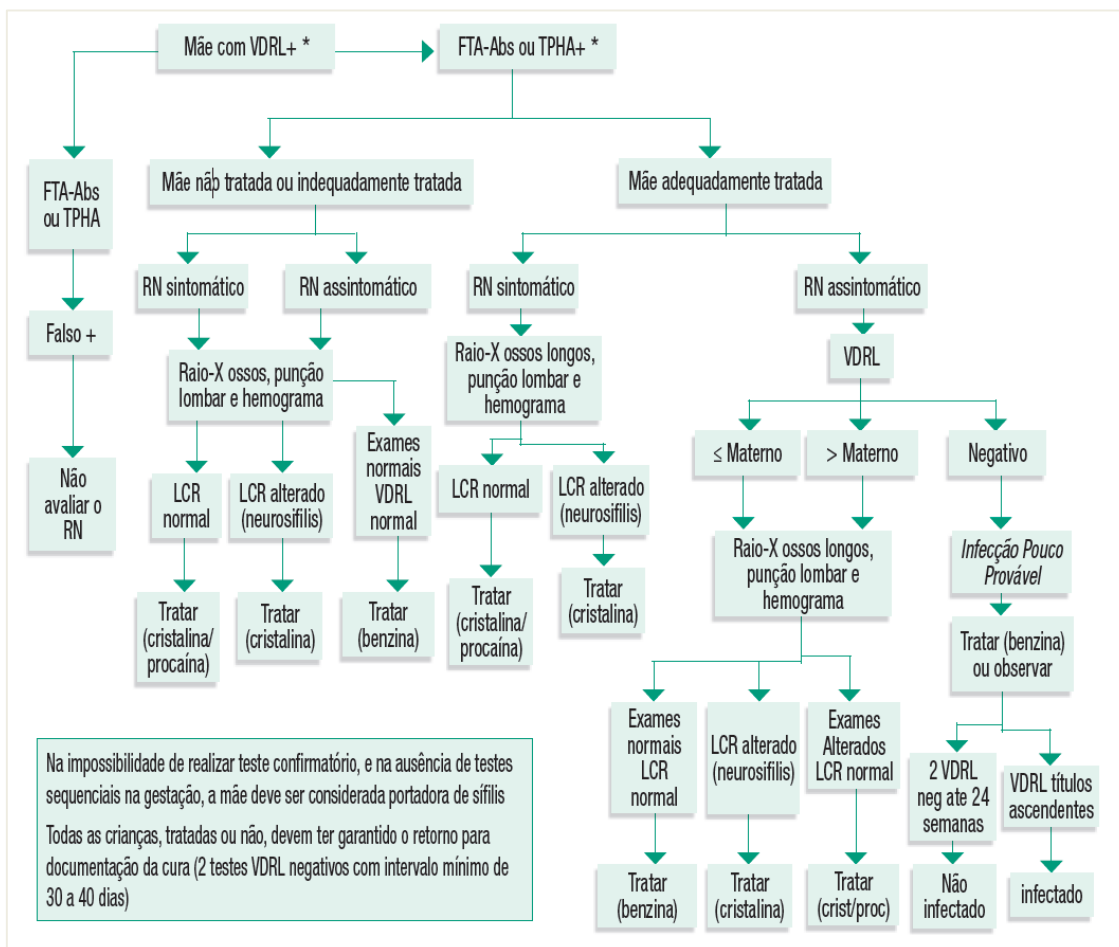 Mãe com VDRL+ *
FTA-Abs ou TPHA+ *
FTA-Abs
ou TPHA
Falso +
Não
avaliar o
RN
Mãe não tratada ou indequadamente tratada
RN sintomático
RN assintomático
Raio-X ossos, punção
lombar e hemograma
LCR
normal
LCR alterado
(neurosifilis)
Exames
normais
VDRL
normal
Tratar
(cristalina/
procaína)
Tratar
(cristalina)
Tratar
(benzina)
Mãe adequadamente tratada
RN sintomático
Raio-X ossos longos,
punção lombar e
hemograma
LCR normal
LCR alterado
(neurosifilis)
Tratar
(cristalina/
procaína)
Tratar
(cristalina)
RN assintomático
VDRL
≤ Materno
> Materno
Negativo
Raio-X ossos longos,
punção lombar e
hemograma
Infecção Pouco
Provável
Tratar (benzina)
ou observar
Exames
normais
LCR
normal
LCR alterado
(neurosifilis)
Exames
Alterados
LCR normal
2 VDRL
neg ate 24
semanas
VDRL títulos
ascendentes
Tratar
(benzina)
Tratar
(cristalina)
Tratar
(crist/proc)
Não
infectado
infectado
Na impossibilidade de realizar teste confirmatório, e na ausência de testes
sequenciais na gestação, a mãe deve ser considerada portadora de sífilis
Todas as crianças, tratadas ou não, devem ter garantido o retorno para
documentação da cura (2 testes VDRL negativos com intervalo mínimo de
30 a 40 dias)